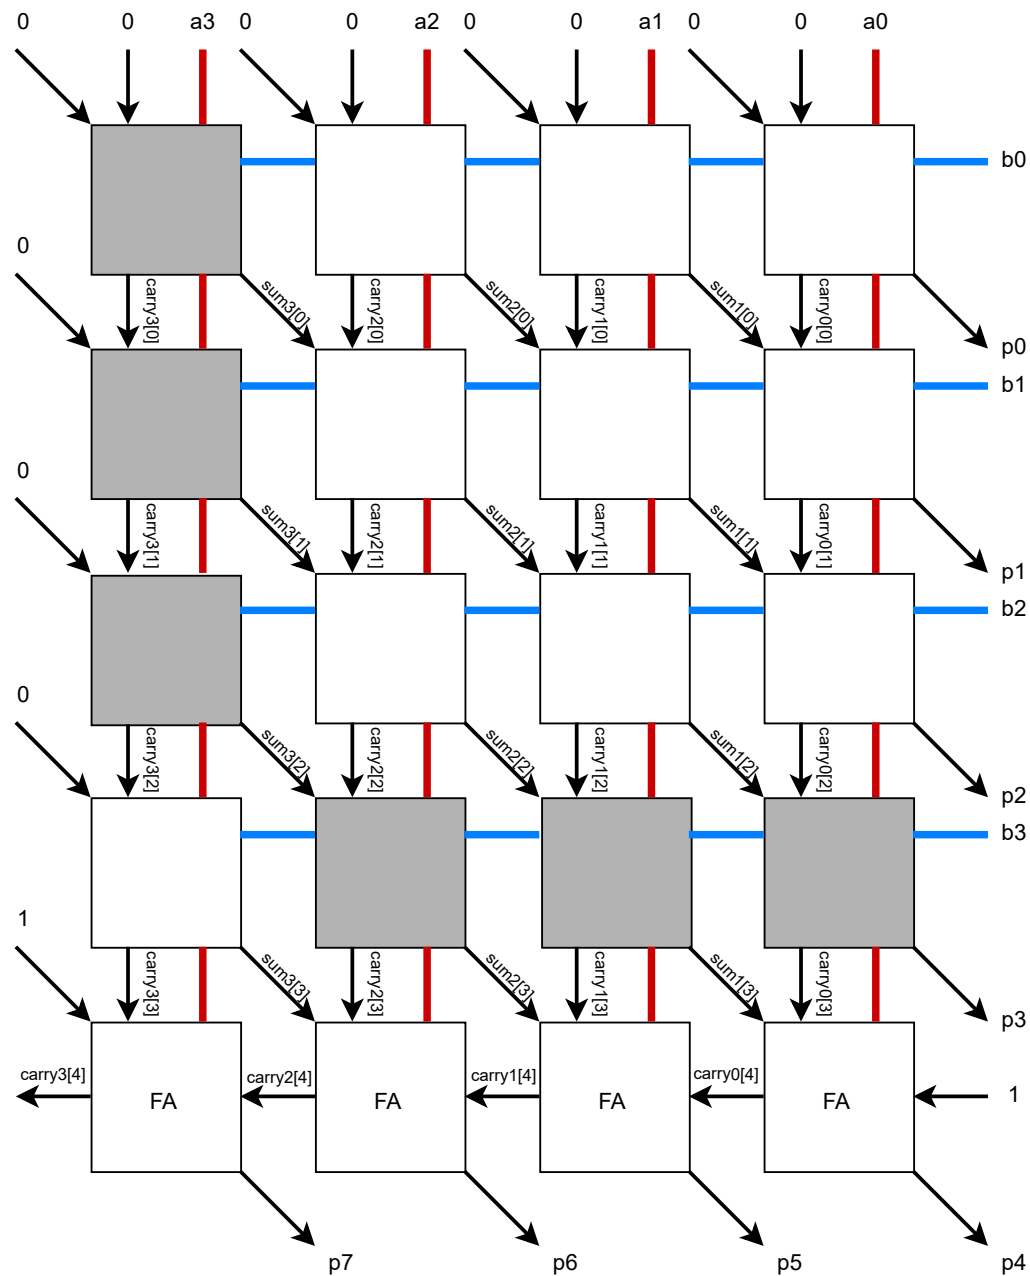 0 0 a3 0 0 a2 0 0 a1 0 0 a0
b0
0
carry3[0] sum3[0] carry2[0] sum2[0] carry1[0] sum1[0] carry0[0]
p0
b1
0
carry3[1] sum3[1] carry2[1] sum2[1] carry1[1] sum1[1] carry0[1]
p1
b2
0
carry3[2] sum3[2] carry2[2] sum2[2] carry1[2] sum1[2] carry0[2]
p2
b3
1
carry3[3] sum3[3] carry2[3] sum2[3] carry1[3] sum1[3] carry0[3]
p3
carry3[4] FA carry2[4] FA carry1[4] FA carry0[4] FA 1
p7 p6 p5 p4